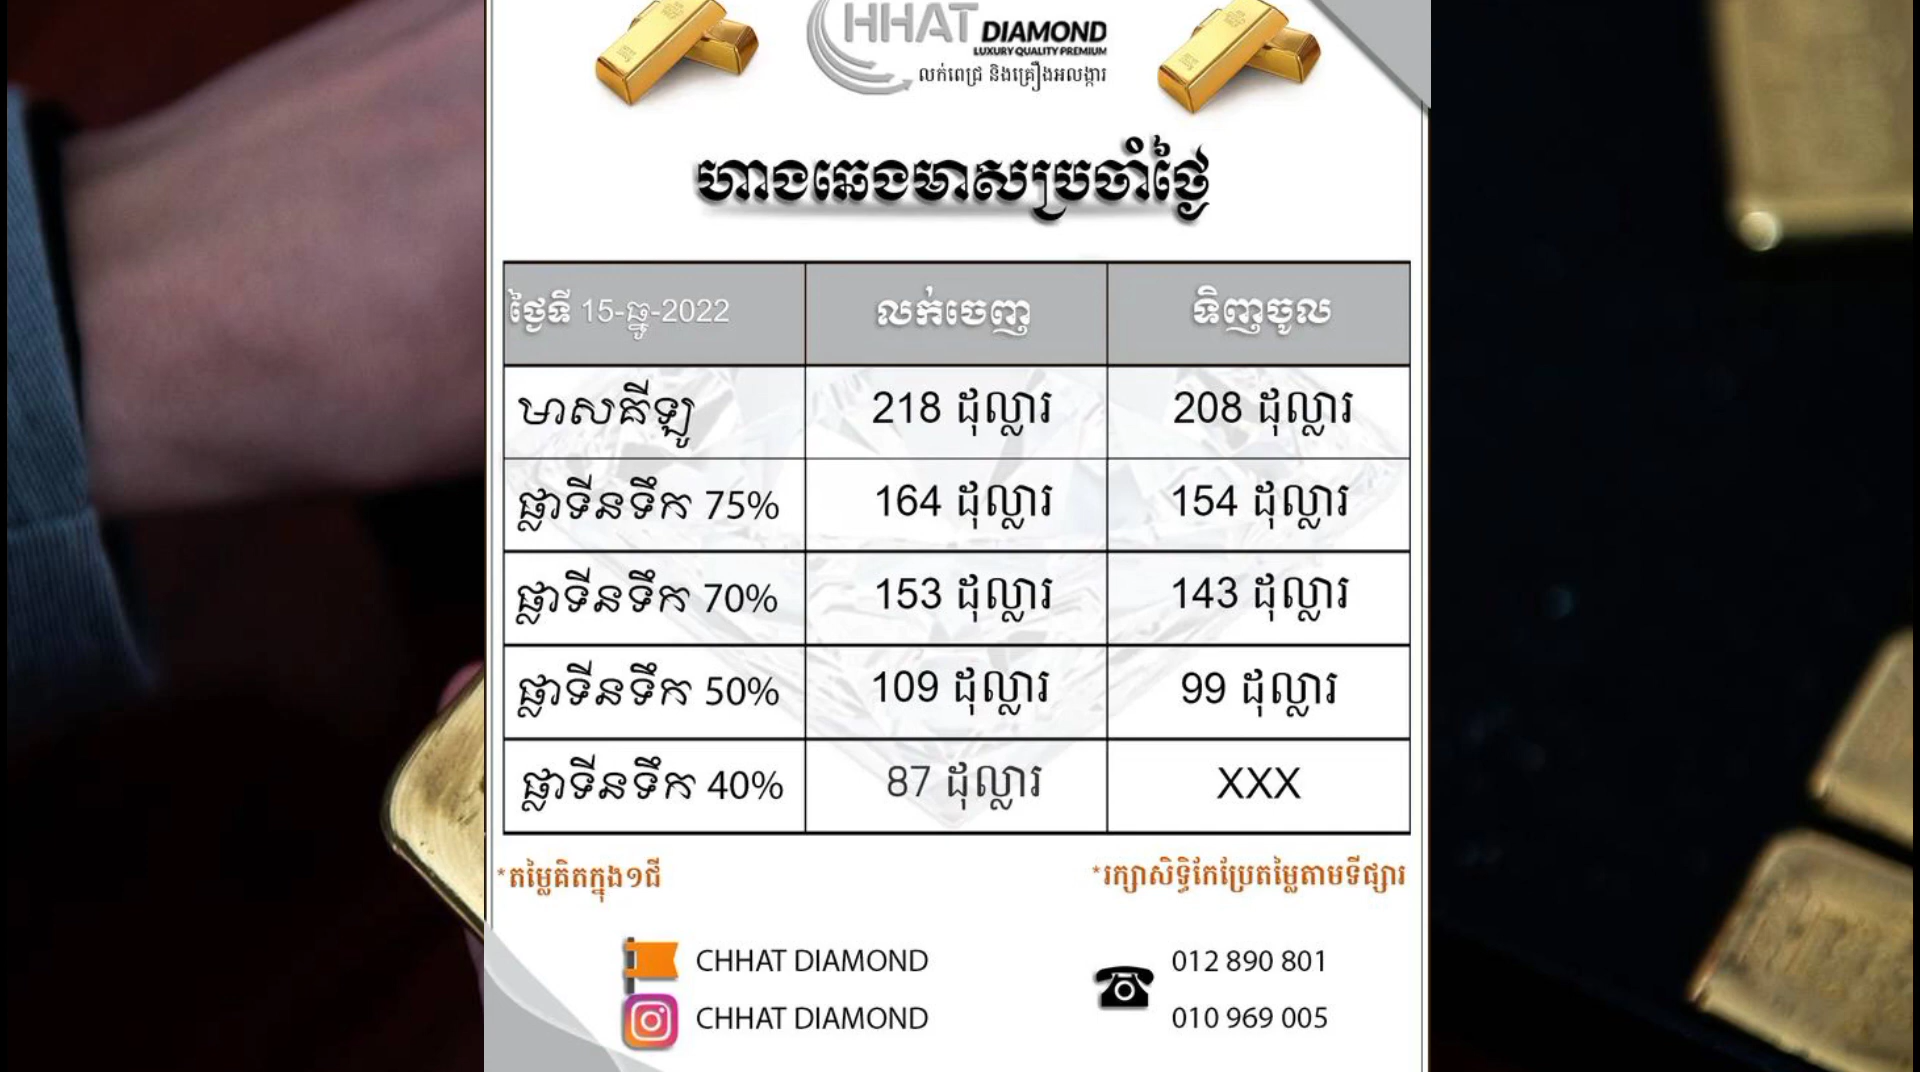 CHHAT DIAMOND
LUXURY QUALITY PREMIUM
លក់ពេជ្រ និងគ្រឿងអលង្ការ
ហាងឆេងមាសប្រចាំថ្ងៃ
ថ្ងៃទី 15-ធ្នូ-2022 លក់ចេញ ទិញចូល
មាសគីឡូ 218 ដុល្លារ 208 ដុល្លារ
ផ្លាទីនទឹក 75% 164 ដុល្លារ 154 ដុល្លារ
ផ្លាទីនទឹក 70% 153 ដុល្លារ 143 ដុល្លារ
ផ្លាទីនទឹក 50% 109 ដុល្លារ 99 ដុល្លារ
ផ្លាទីនទឹក 40% 87 ដុល្លារ XXX
*តម្លៃគិតក្នុង១ជី *រក្សាសិទ្ធិកែប្រែតម្លៃតាមទីផ្សារ
CHHAT DIAMOND 012 890 801
CHHAT DIAMOND 010 969 005